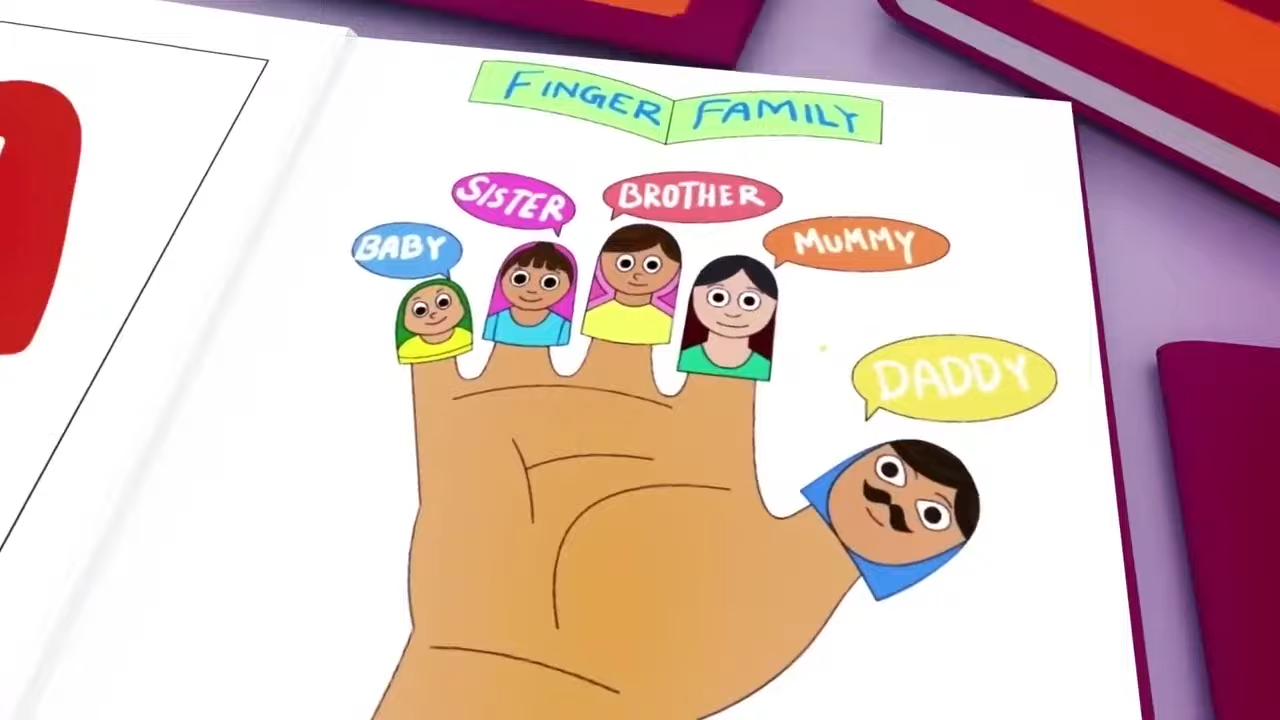 FINGER FAMILY
SISTER
BROTHER
BABY
MUMMY
DADDY